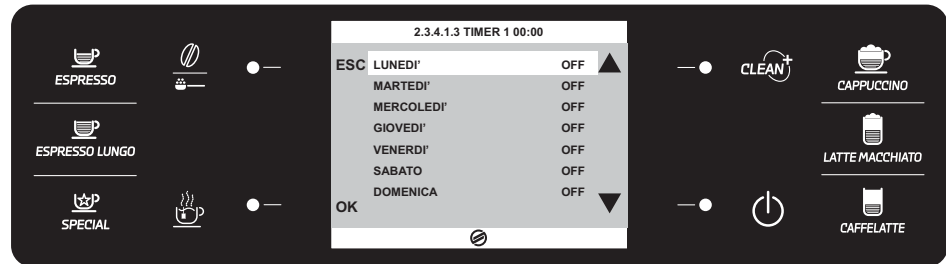 2.3.4.1.3 TIMER 1 00:00
ESC LUNEDI’ OFF
MARTEDI’ OFF
MERCOLEDI’ OFF
GIOVEDI’ OFF
VENERDI’ OFF
SABATO OFF
DOMENICA OFF
OK
ESPRESSO
ESPRESSO LUNGO
SPECIAL
CLEAN+
CAPPUCCINO
LATTE MACCHIATO
CAFFELATTE